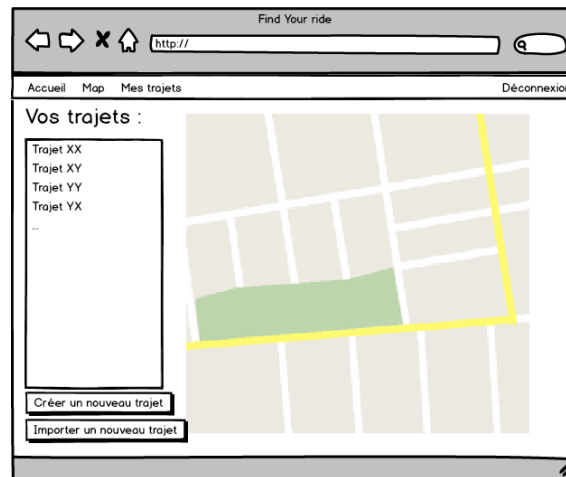 Find Your ride
http://
Accueil Map Mes trajets Déconnexion
Vos trajets :
Trajet XX
Trajet XY
Trajet YY
Trajet YX
...
Créer un nouveau trajet
Importer un nouveau trajet